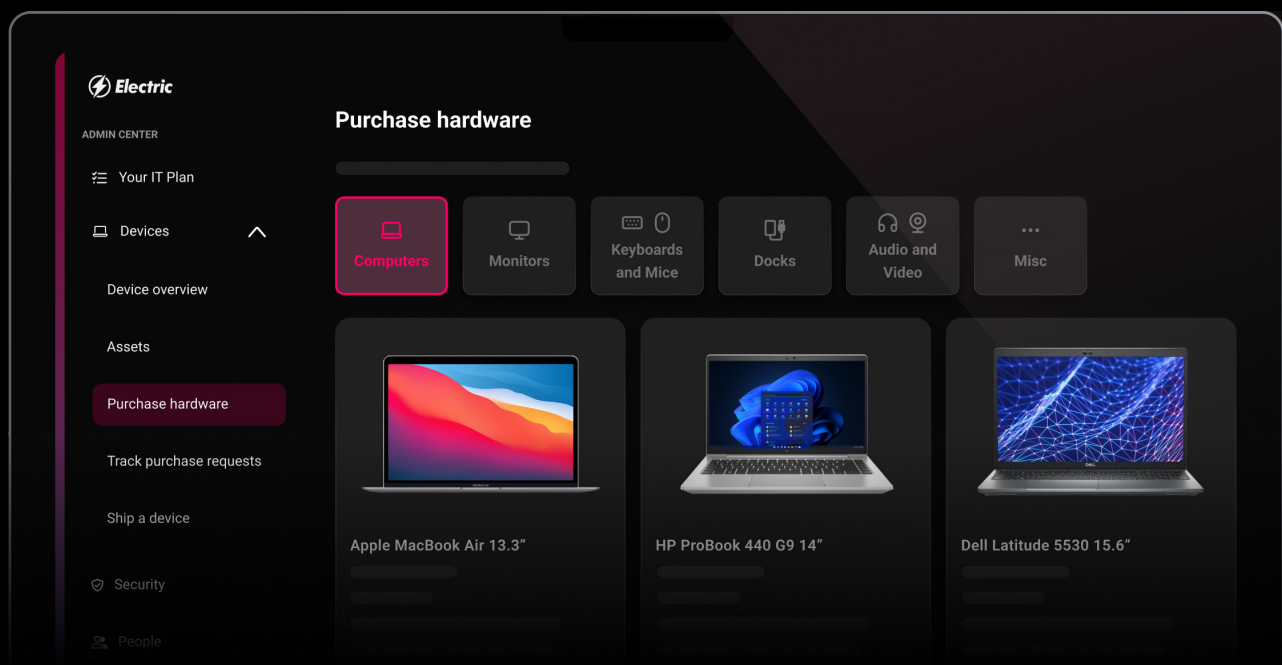 Electric
ADMIN CENTER
Your IT Plan
Devices
Device overview
Assets
Purchase hardware
Track purchase requests
Ship a device
Security
People
Purchase hardware
Computers
Monitors
Keyboards
and Mice
Docks
Audio and
Video
Misc
Apple MacBook Air 13.3”
HP ProBook 440 G9 14”
Dell Latitude 5530 15.6”